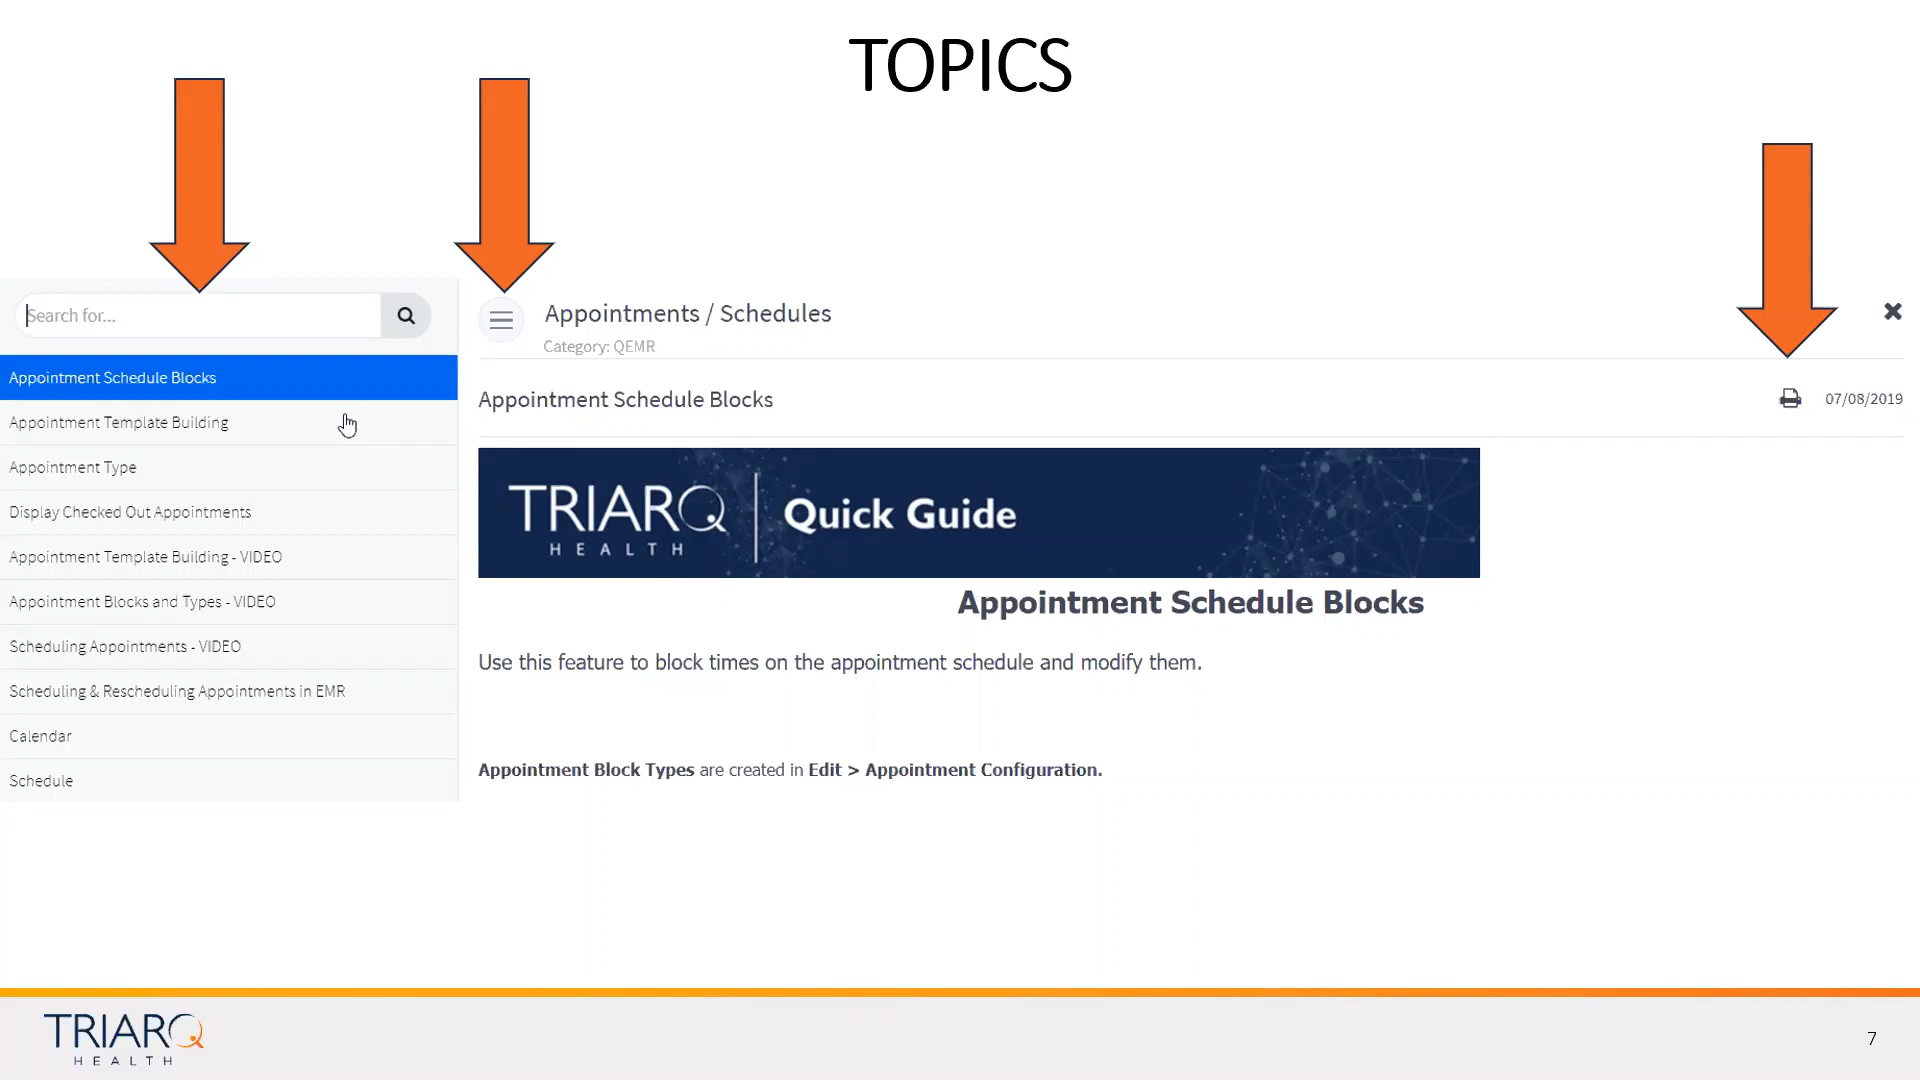 TOPICS
Search for...
Appointment Schedule Blocks
Appointment Template Building
Appointment Type
Display Checked Out Appointments
Appointment Template Building - VIDEO
Appointment Blocks and Types - VIDEO
Scheduling Appointments - VIDEO
Scheduling & Rescheduling Appointments in EMR
Calendar
Schedule
Appointments / Schedules
Category: QEMR
Appointment Schedule Blocks
07/08/2019
TRIARQ
HEALTH
Quick Guide
Appointment Schedule Blocks
Use this feature to block times on the appointment schedule and modify them.
Appointment Block Types are created in Edit > Appointment Configuration.
TRIARQ
HEALTH
7